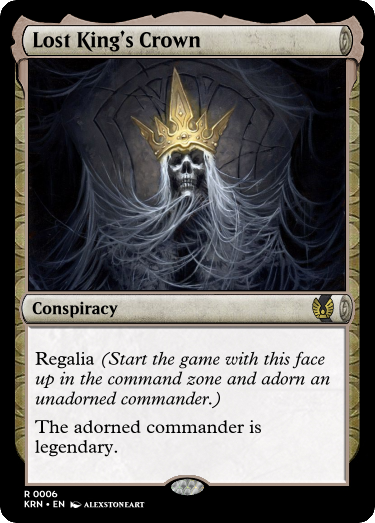 Lost King's Crown
Conspiracy
Regalia (Start the game with this face
up in the command zone and adorn an
unadorned commander.)
The adorned commander is
legendary.
R 0006
KRN • EN ALEXSTONEART